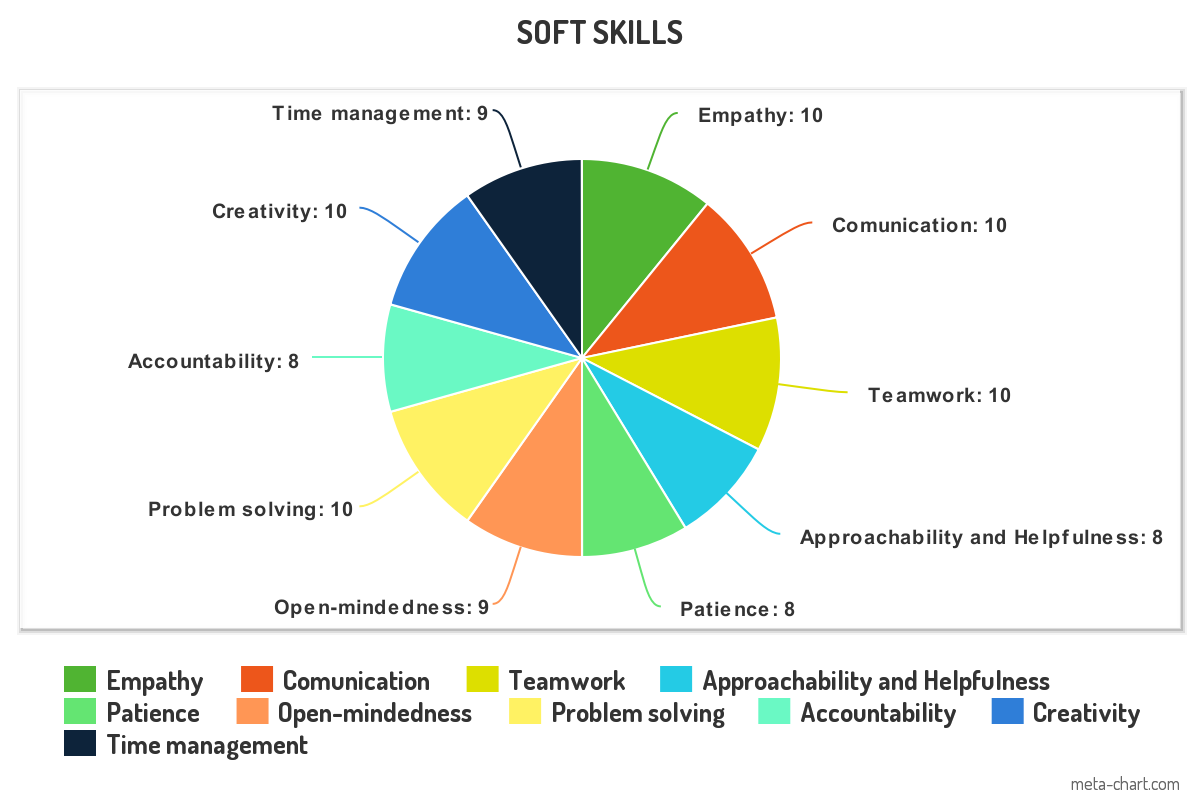 SOFT SKILLS
Time management: 9
Empathy: 10
Creativity: 10
Comunication: 10
Accountability: 8
Teamwork: 10
Problem solving: 10
Approachability and Helpfulness: 8
Open-mindedness: 9
Patience: 8
Empathy Comunication Teamwork Approachability and Helpfulness
Patience Open-mindedness Problem solving Accountability Creativity
Time management
meta-chart.com